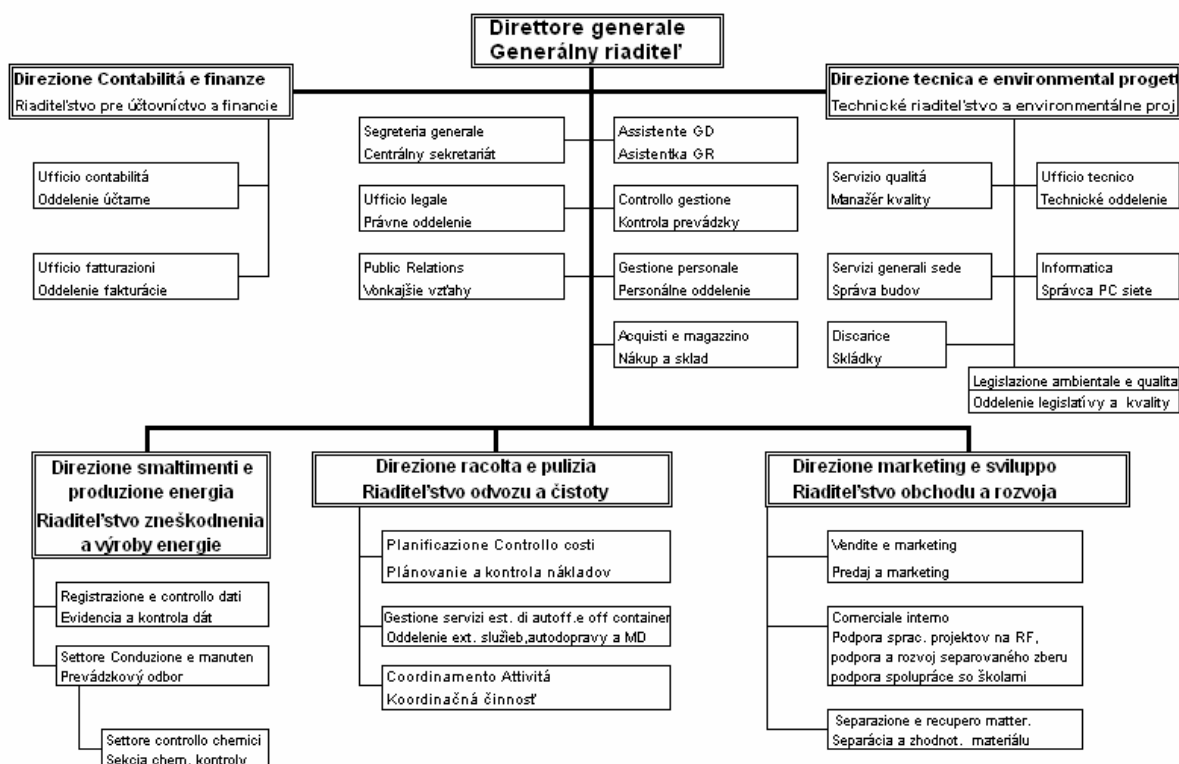 Direttore generale
Generálny riaditeľ
Direzione Contabilitá e finanze
Riaditeľstvo pre účtovníctvo a financie
Direzione tecnica e environmental progett
Technické riaditeľstvo a environmentálne proj
Segreteria generale
Centrálny sekretariát
Assistente GD
Asistentka GR
Ufficio contabilitá
Oddelenie účtarne
Ufficio legale
Právne oddelenie
Controllo gestione
Kontrola prevádzky
Servizio qualitá
Manažér kvality
Ufficio tecnico
Technické oddelenie
Ufficio fatturazioni
Oddelenie fakturácie
Public Relations
Vonkajšie vzťahy
Gestione personale
Personálne oddelenie
Servizi generali sede
Správa budov
Informatica
Správca PC siete
Acquisti e magazzino
Nákup a sklad
Discarice
Skládky
Legislazione ambientale e qualita
Oddelenie legislatívy a kvality
Direzione smaltimenti e
produzione energia
Riaditeľstvo zneškodnenia
a výroby energie
Direzione racolta e pulizia
Riaditeľstvo odvozu a čistoty
Direzione marketing e sviluppo
Riaditeľstvo obchodu a rozvoja
Registrazione e controllo dati
Evidencia a kontrola dát
Settore Conduzione e manuten
Prevádzkový odbor
Settore controllo chemici
Sekcia chem. kontroly
Planificazione Controllo costi
Plánovanie a kontrola nákladov
Gestione servizi est. di autoff.e off container
Oddelenie ext. služieb,autodopravy a MD
Coordinamento Attivitá
Koordinačná činnosť
Vendite e marketing
Predaj a marketing
Comerciale interno
Podpora sprac. projektov na RF,
podpora a rozvoj separovaného zberu
podpora spolupráce so školami
Separazione e recupero matter.
Separácia a zhodnot. materiálu